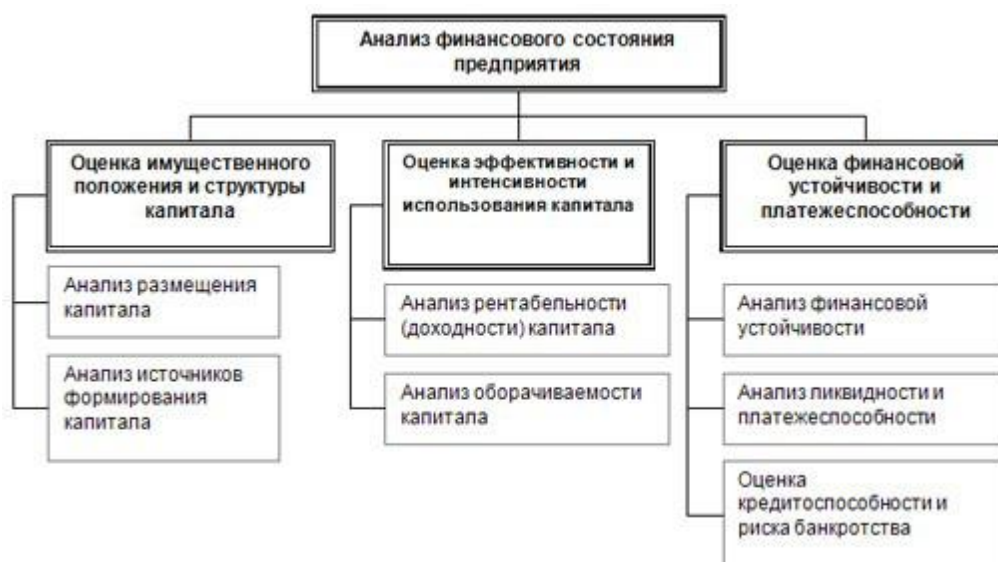 Анализ финансового состояния
предприятия
Оценка имущественного
положения и структуры
капитала
Анализ размещения
капитала
Анализ источников
формирования
капитала
Оценка эффективности и
интенсивности
использования капитала
Анализ рентабельности
(доходности) капитала
Анализ оборачиваемости
капитала
Оценка финансовой
устойчивости и
платежеспособности
Анализ финансовой
устойчивости
Анализ ликвидности и
платежеспособности
Оценка
кредитоспособности и
риска банкротства